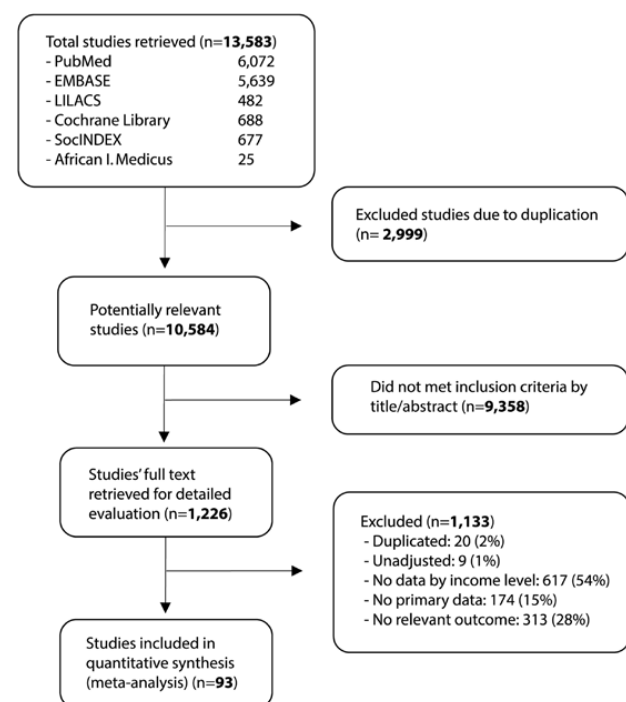 Total studies retrieved (n=13,583)
- PubMed 6,072
- EMBASE 5,639
- LILACS 482
- Cochrane Library 688
- SocINDEX 677
- African I. Medicus 25
Excluded studies due to duplication
(n= 2,999)
Potentially relevant
studies (n=10,584)
Did not met inclusion criteria by
title/abstract (n=9,358)
Studies' full text
retrieved for detailed
evaluation (n=1,226)
Excluded (n=1,133)
- Duplicated: 20 (2%)
- Unadjusted: 9 (1%)
- No data by income level: 617 (54%)
- No primary data: 174 (15%)
- No relevant outcome: 313 (28%)
Studies included in
quantitative synthesis
(meta-analysis) (n=93)